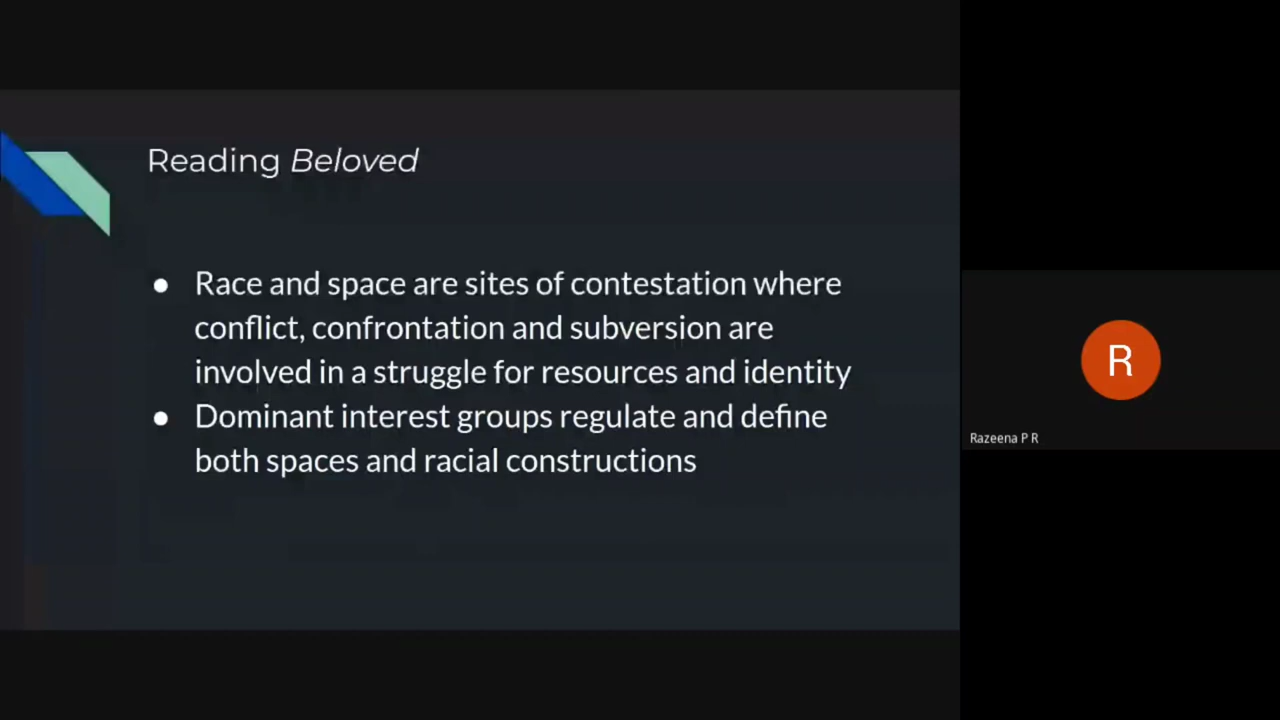 Reading Beloved
● Race and space are sites of contestation where
conflict, confrontation and subversion are
involved in a struggle for resources and identity
● Dominant interest groups regulate and define
both spaces and racial constructions
R
Razeena P R